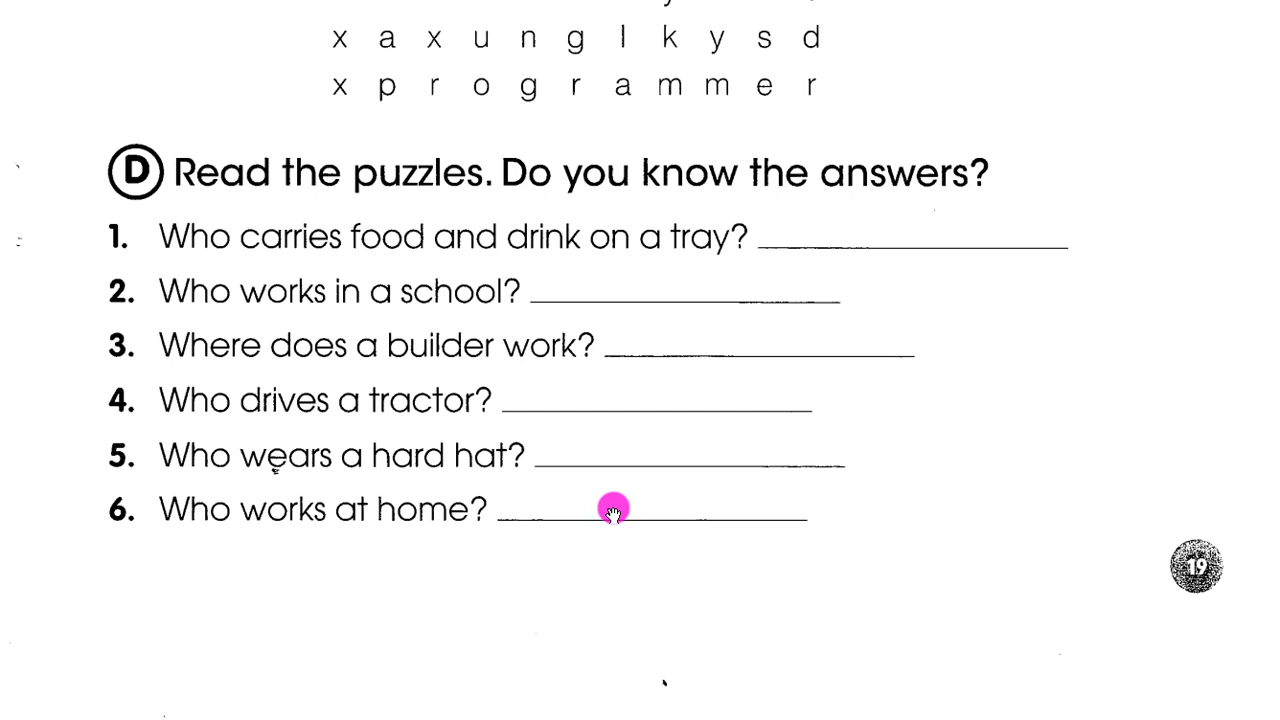 x a x u n g l k y s d
x p r o g r a m m e r
D Read the puzzles. Do you know the answers?
1. Who carries food and drink on a tray?
2. Who works in a school?
3. Where does a builder work?
4. Who drives a tractor?
5. Who wears a hard hat?
6. Who works at home?
19